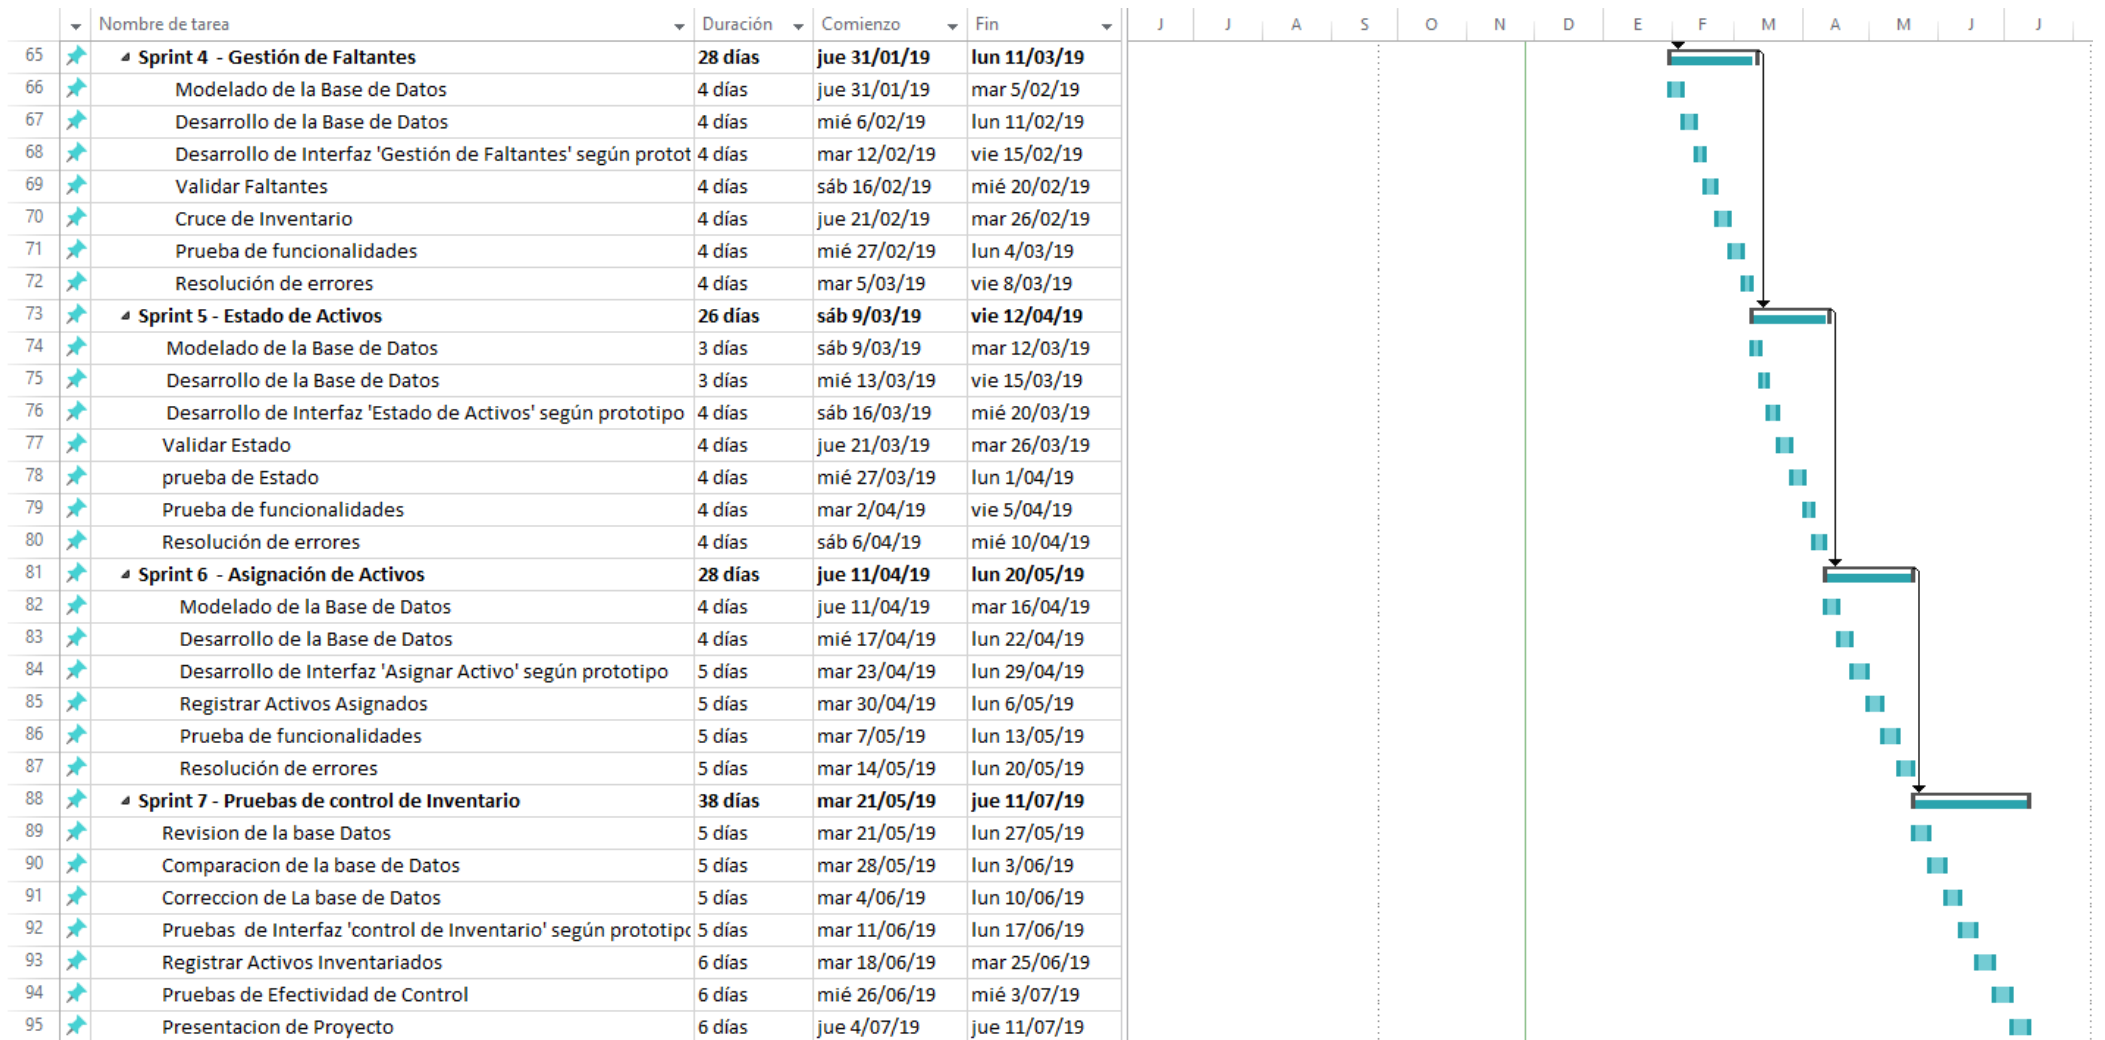 Nombre de tarea Duración Comienzo Fin J J A S O N D E F M A M J J
65 Sprint 4 - Gestión de Faltantes 28 días jue 31/01/19 lun 11/03/19
66 Modelado de la Base de Datos 4 días jue 31/01/19 mar 5/02/19
67 Desarrollo de la Base de Datos 4 días mié 6/02/19 lun 11/02/19
68 Desarrollo de Interfaz 'Gestión de Faltantes' según protot 4 días mar 12/02/19 vie 15/02/19
69 Validar Faltantes 4 días sáb 16/02/19 mié 20/02/19
70 Cruce de Inventario 4 días jue 21/02/19 mar 26/02/19
71 Prueba de funcionalidades 4 días mié 27/02/19 lun 4/03/19
72 Resolución de errores 4 días mar 5/03/19 vie 8/03/19
73 Sprint 5 - Estado de Activos 26 días sáb 9/03/19 vie 12/04/19
74 Modelado de la Base de Datos 3 días sáb 9/03/19 mar 12/03/19
75 Desarrollo de la Base de Datos 3 días mié 13/03/19 vie 15/03/19
76 Desarrollo de Interfaz 'Estado de Activos' según prototipo 4 días sáb 16/03/19 mié 20/03/19
77 Validar Estado 4 días jue 21/03/19 mar 26/03/19
78 prueba de Estado 4 días mié 27/03/19 lun 1/04/19
79 Prueba de funcionalidades 4 días mar 2/04/19 vie 5/04/19
80 Resolución de errores 4 días sáb 6/04/19 mié 10/04/19
81 Sprint 6 - Asignación de Activos 28 días jue 11/04/19 lun 20/05/19
82 Modelado de la Base de Datos 4 días jue 11/04/19 mar 16/04/19
83 Desarrollo de la Base de Datos 4 días mié 17/04/19 lun 22/04/19
84 Desarrollo de Interfaz 'Asignar Activo' según prototipo 5 días mar 23/04/19 lun 29/04/19
85 Registrar Activos Asignados 5 días mar 30/04/19 lun 6/05/19
86 Prueba de funcionalidades 5 días mar 7/05/19 lun 13/05/19
87 Resolución de errores 5 días mar 14/05/19 lun 20/05/19
88 Sprint 7 - Pruebas de control de Inventario 38 días mar 21/05/19 jue 11/07/19
89 Revision de la base Datos 5 días mar 21/05/19 lun 27/05/19
90 Comparacion de la base de Datos 5 días mar 28/05/19 lun 3/06/19
91 Correccion de La base de Datos 5 días mar 4/06/19 lun 10/06/19
92 Pruebas de Interfaz 'control de Inventario' según prototipo 5 días mar 11/06/19 lun 17/06/19
93 Registrar Activos Inventariados 6 días mar 18/06/19 mar 25/06/19
94 Pruebas de Efectividad de Control 6 días mié 26/06/19 mié 3/07/19
95 Presentacion de Proyecto 6 días jue 4/07/19 jue 11/07/19